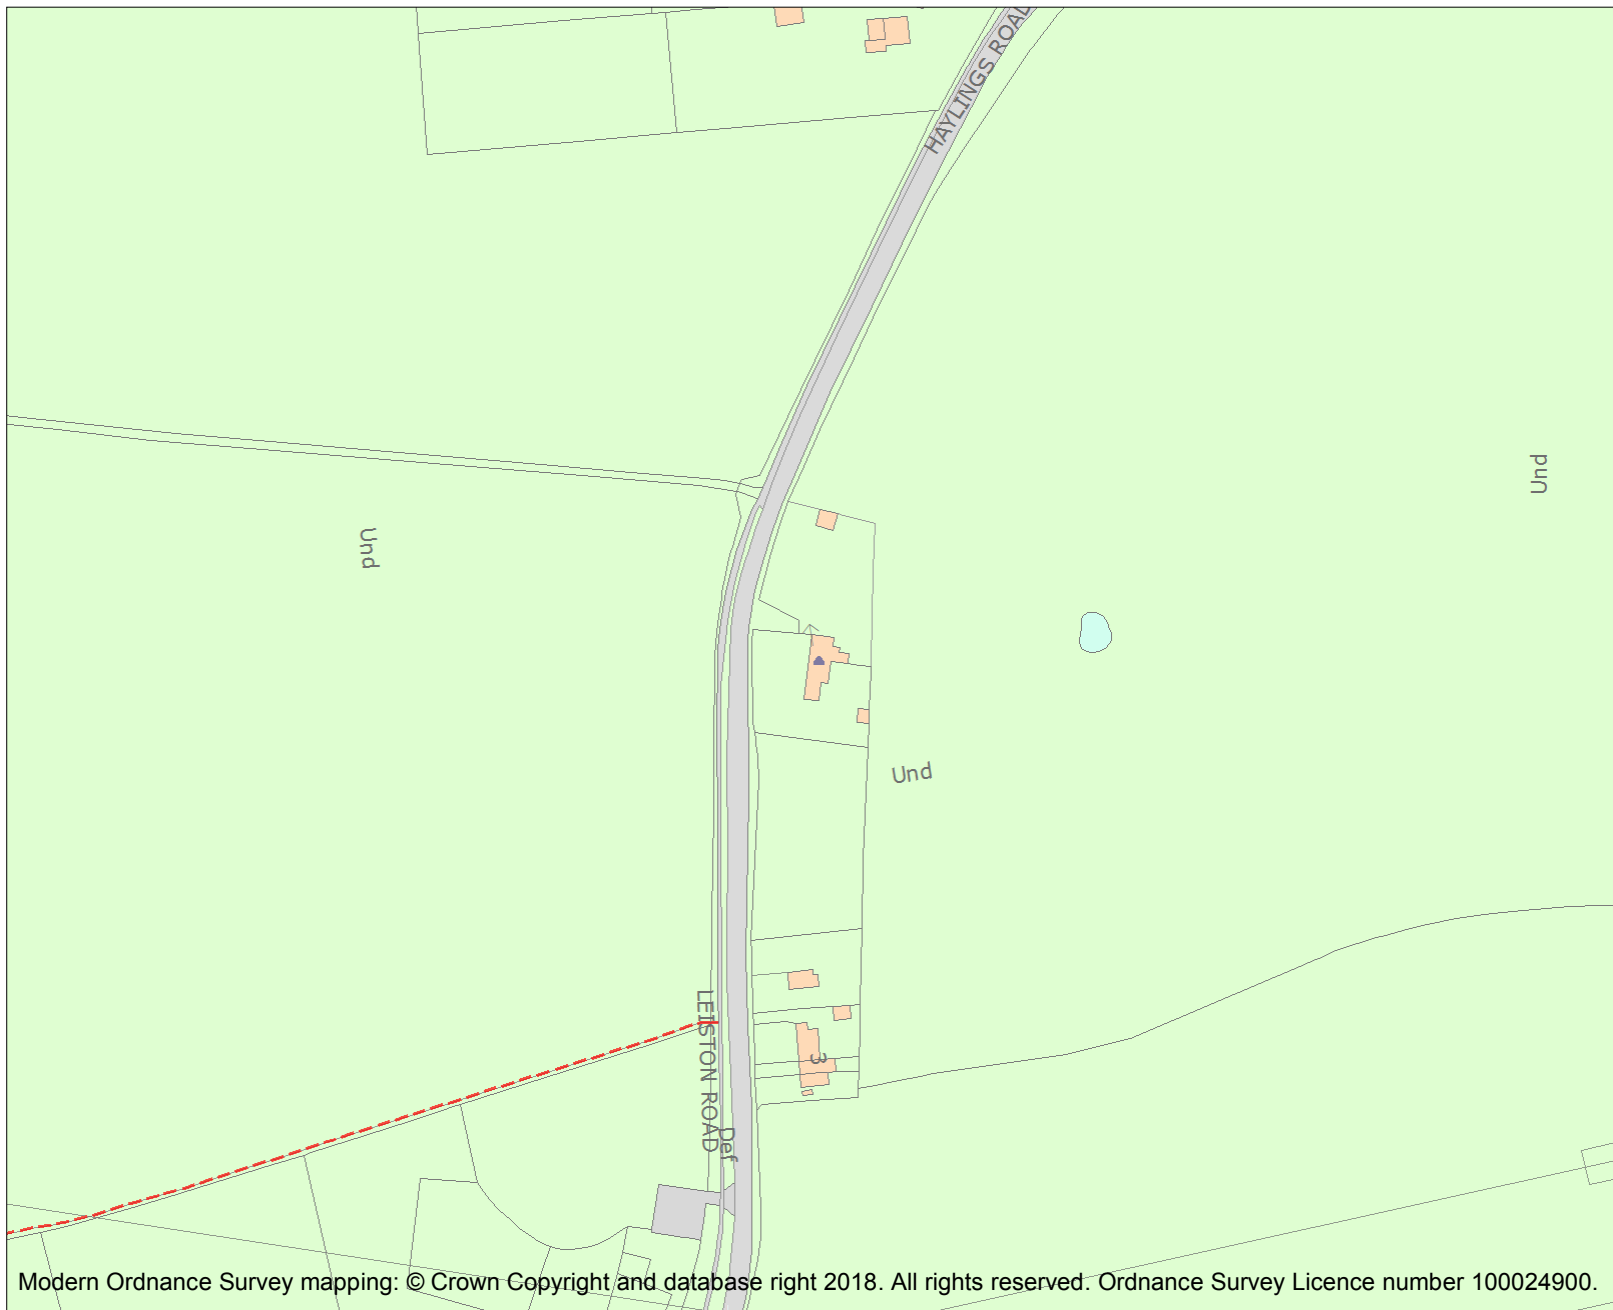 HAYLINGS ROAD
Und
Und
Und
LEISTON ROAD
3
Def
Modern Ordnance Survey mapping: © Crown Copyright and database right 2018. All rights reserved. Ordnance Survey Licence number 100024900.